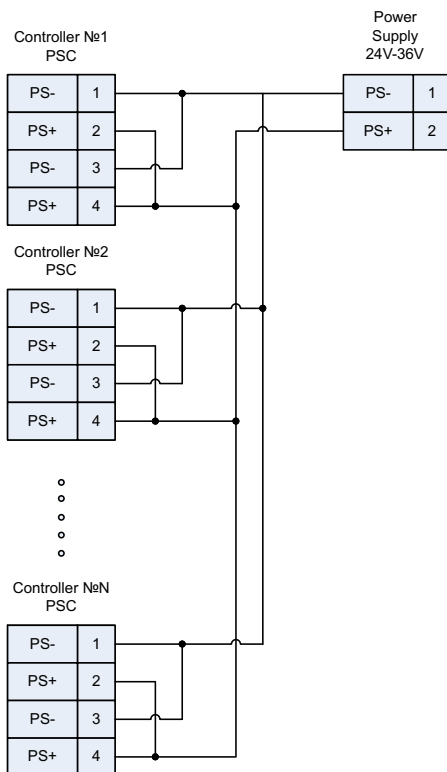 Controller №1
PSC
PS- 1
PS+ 2
PS- 3
PS+ 4
Power
Supply
24V-36V
PS- 1
PS+ 2
Controller №2
PSC
PS- 1
PS+ 2
PS- 3
PS+ 4
Controller №N
PSC
PS- 1
PS+ 2
PS- 3
PS+ 4